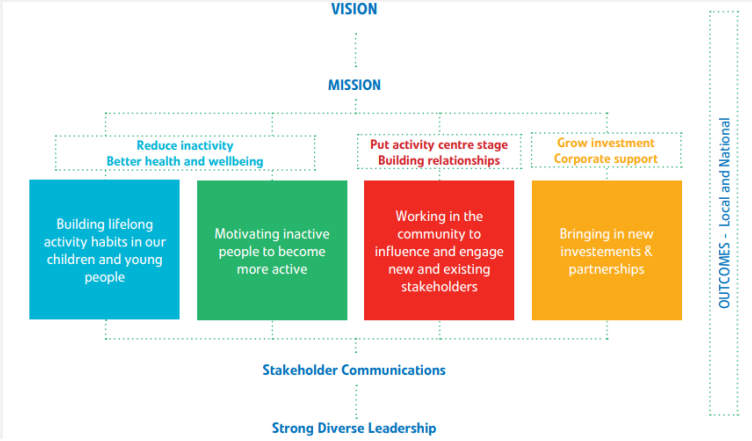 VISION
MISSION
Reduce inactivity
Better health and wellbeing
Put activity centre stage
Building relationships
Grow investment
Corporate support
Building lifelong
activity habits in our
children and young
people
Motivating inactive
people to become
more active
Working in the
community to
influence and engage
new and existing
stakeholders
Bringing in new
investements &
partnerships
Stakeholder Communications
Strong Diverse Leadership
OUTCOMES - Local and National